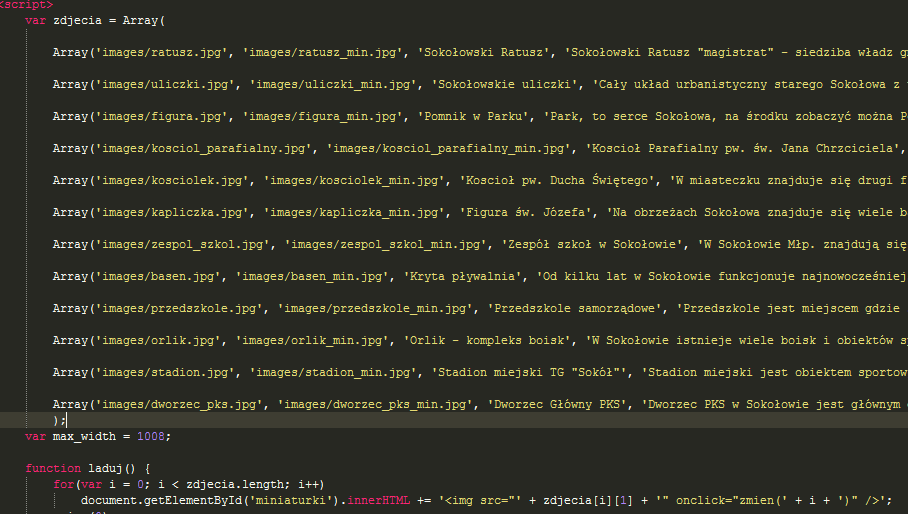 <script>
var zdjecia = Array(
Array('images/ratusz.jpg', 'images/ratusz_min.jpg', 'Sokołowski Ratusz', 'Sokołowski Ratusz "magistrat" - siedziba władz
Array('images/uliczki.jpg', 'images/uliczki_min.jpg', 'Sokołowskie uliczki', 'Cały układ urbanistyczny starego Sokołowa z
Array('images/figura.jpg', 'images/figura_min.jpg', 'Pomnik w Parku', 'Park, to serce Sokołowa, na środku zobaczyć można
Array('images/kosciol_parafialny.jpg', 'images/kosciol_parafialny_min.jpg', 'Koscioł Parafialny pw. św. Jana Chrzciciela',
Array('images/kosciolek.jpg', 'images/kosciolek_min.jpg', 'Koscioł pw. Ducha Świętego', 'W miasteczku znajduje się drugi
Array('images/kapliczka.jpg', 'images/kapliczka_min.jpg', 'Figura św. Józefa', 'Na obrzeżach Sokołowa znajduje się wiele
Array('images/zespol_szkol.jpg', 'images/zespol_szkol_min.jpg', 'Zespół szkoł w Sokołowie', 'W Sokołowie Młp. znajdują się
Array('images/basen.jpg', 'images/basen_min.jpg', 'Kryta pływalnia', 'Od kilku lat w Sokołowie funkcjonuje najnowocześniej
Array('images/przedszkole.jpg', 'images/przedszkole_min.jpg', 'Przedszkole samorządowe', 'Przedszkole jest miejscem gdzie
Array('images/orlik.jpg', 'images/orlik_min.jpg', 'Orlik - kompleks boisk', 'W Sokołowie istnieje wiele boisk i obiektów
Array('images/stadion.jpg', 'images/stadion_min.jpg', 'Stadion miejski TG "Sokół"', 'Stadion miejski jest obiektem sportow
Array('images/dworzec_pks.jpg', 'images/dworzec_pks_min.jpg', 'Dworzec Główny PKS', 'Dworzec PKS w Sokołowie jest głównym
);
var max_width = 1008;
function laduj() {
for(var i = 0; i < zdjecia.length; i++)
document.getElementById('miniaturki').innerHTML += '<img src="' + zdjecia[i][1] + '" onclick="zmien(' + i + ')" />';